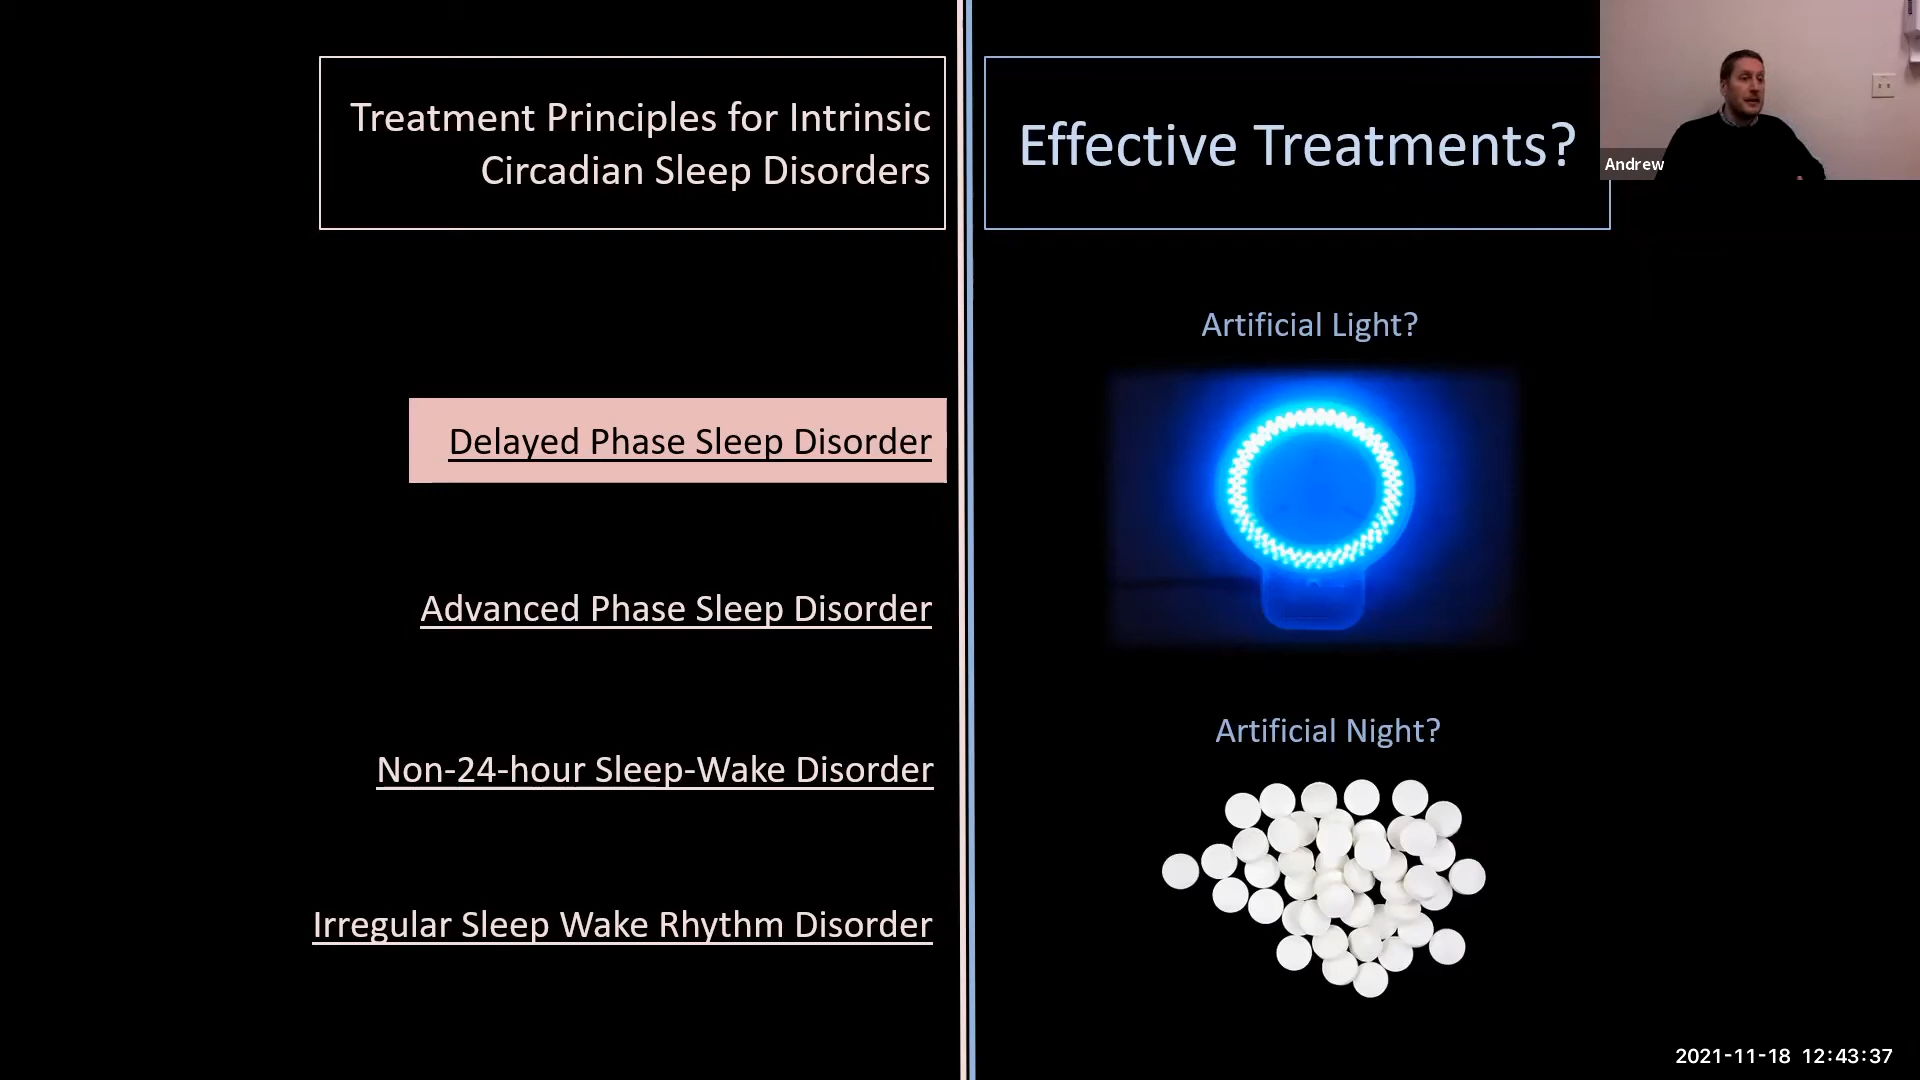 Treatment Principles for Intrinsic
Circadian Sleep Disorders
Effective Treatments?
Andrew
Artificial Light?
Delayed Phase Sleep Disorder
Advanced Phase Sleep Disorder
Artificial Night?
Non-24-hour Sleep-Wake Disorder
Irregular Sleep Wake Rhythm Disorder
2021-11-18 12:43:37